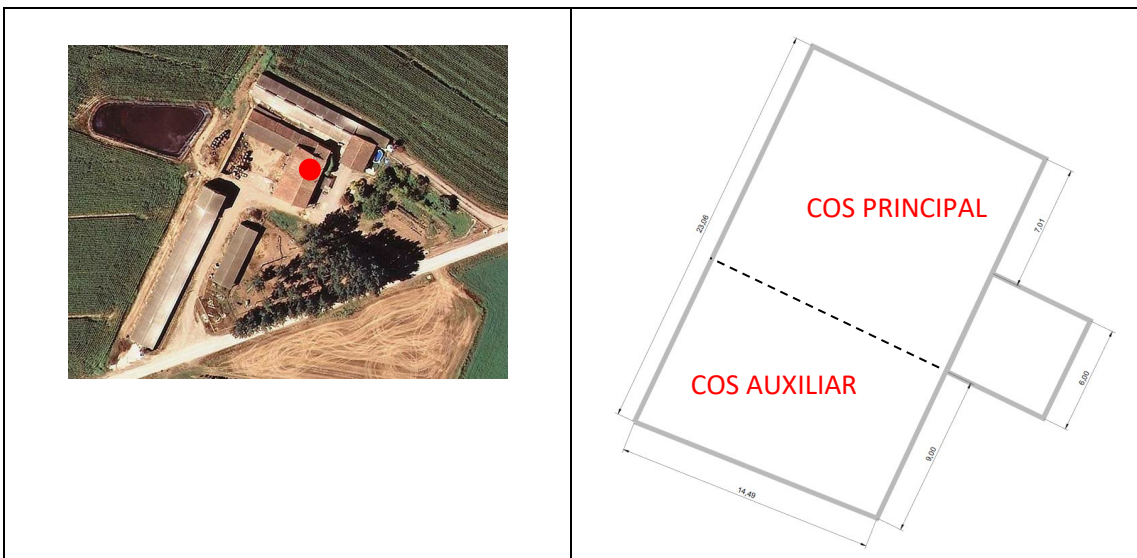 COS PRINCIPAL
23,06
7,01
COS AUXILIAR
6,00
9,00
14,49